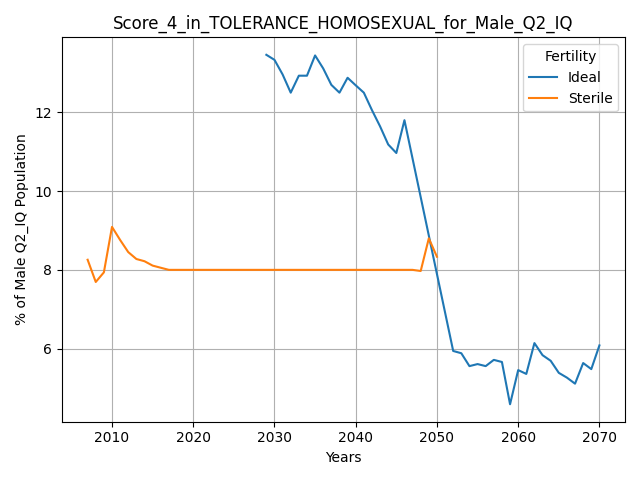 Score_4_in_TOLERANCE_HOMOSEXUAL_for_Male_Q2_IQ
Fertility
Ideal
Sterile
% of Male Q2_IQ Population
12
10
8
6
2010 2020 2030 2040 2050 2060 2070
Years